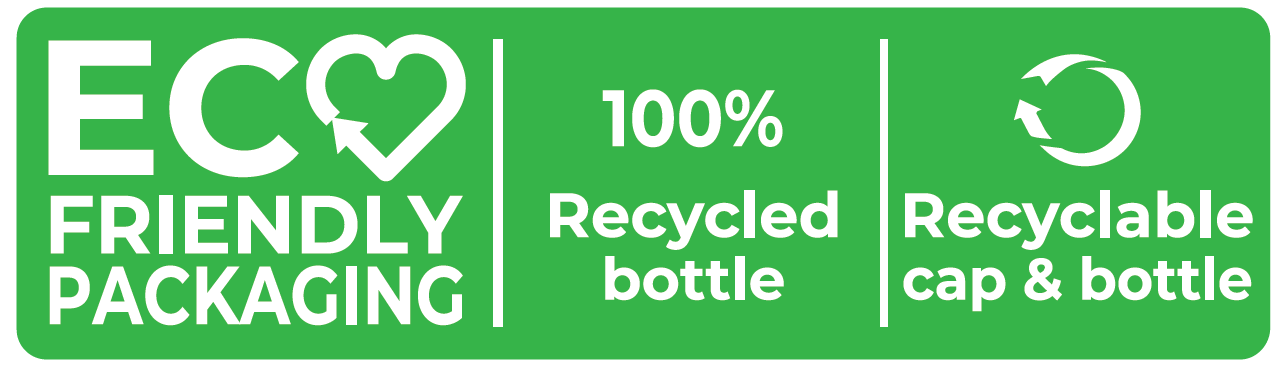 ECO
FRIENDLY
PACKAGING
100%
Recycled
bottle
Recyclable
cap & bottle